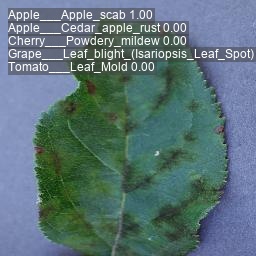 Apple___Apple_scab 1.00
Apple___Cedar_apple_rust 0.00
Cherry___Powdery_mildew 0.00
Grape___Leaf_blight_(Isariopsis_Leaf_Spot)
Tomato___Leaf_Mold 0.00